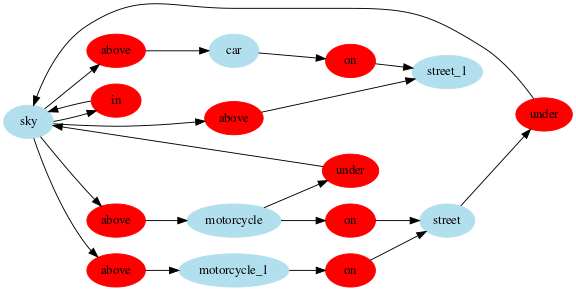 above
car
on
street_1
in
above
under
sky
under
above
motorcycle
on
street
above
motorcycle_1
on